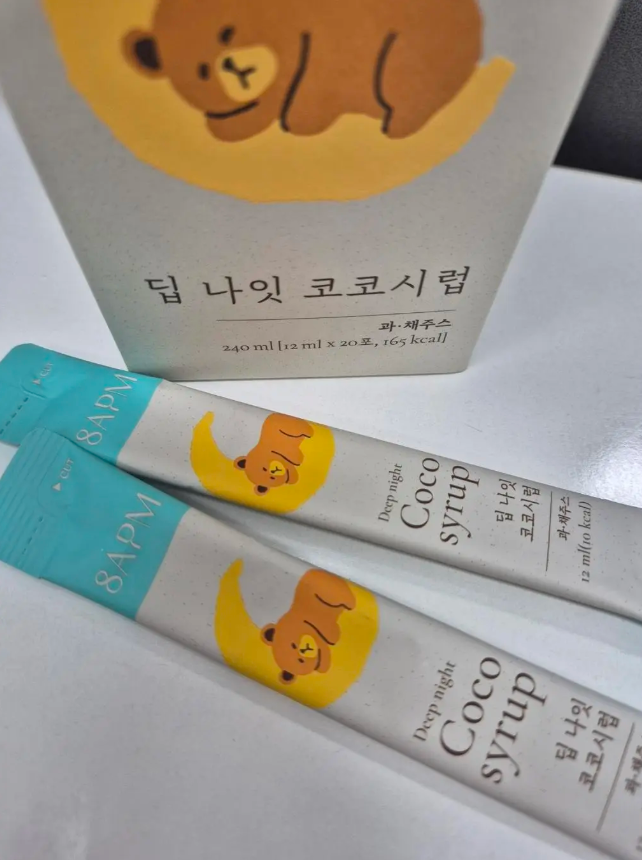 딥 나잇 코코시럽
과·채주스
240 ml [12 ml x 20포, 165 kcal]
▸CUT
8APM
Deep night
Coco
syrup
딥 나잇
코코시럽
과·채주스
12 ml(10 kcal)
▸CUT
8APM
Deep night
Coco
syrup
딥 나잇
코코시럽